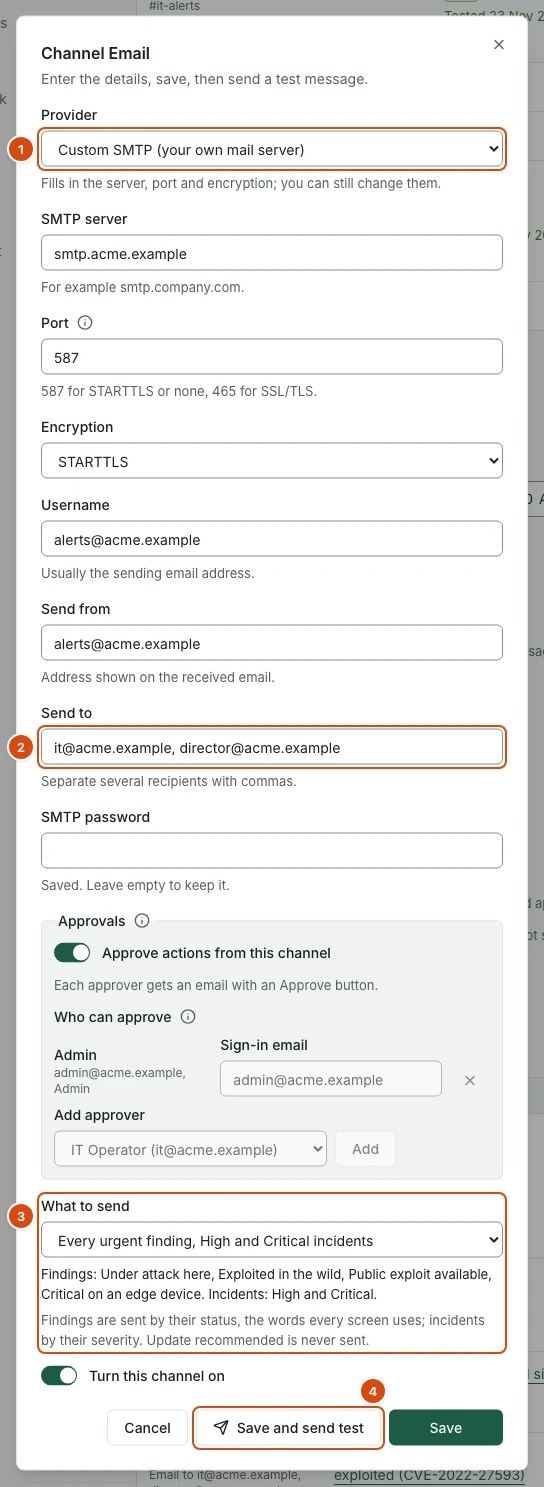 #it-alerts
Channel Email
Enter the details, save, then send a test message.
Provider
1
Custom SMTP (your own mail server)
Fills in the server, port and encryption; you can still change them.
SMTP server
smtp.acme.example
For example smtp.company.com.
Port
587
587 for STARTTLS or none, 465 for SSL/TLS.
Encryption
STARTTLS
Username
alerts@acme.example
Usually the sending email address.
Send from
alerts@acme.example
Address shown on the received email.
Send to
2
it@acme.example, director@acme.example
Separate several recipients with commas.
SMTP password
Saved. Leave empty to keep it.
Approvals
Approve actions from this channel
Each approver gets an email with an Approve button.
Who can approve
Admin
admin@acme.example,
Admin
Sign-in email
admin@acme.example
Add approver
IT Operator (it@acme.example)
Add
3
What to send
Every urgent finding, High and Critical incidents
Findings: Under attack here, Exploited in the wild, Public exploit available,
Critical on an edge device. Incidents: High and Critical.
Findings are sent by their status, the words every screen uses; incidents
by their severity. Update recommended is never sent.
Turn this channel on
4
Cancel
Save and send test
Save
Email to it@acme.example,
exploited (CVE-2022-27593)